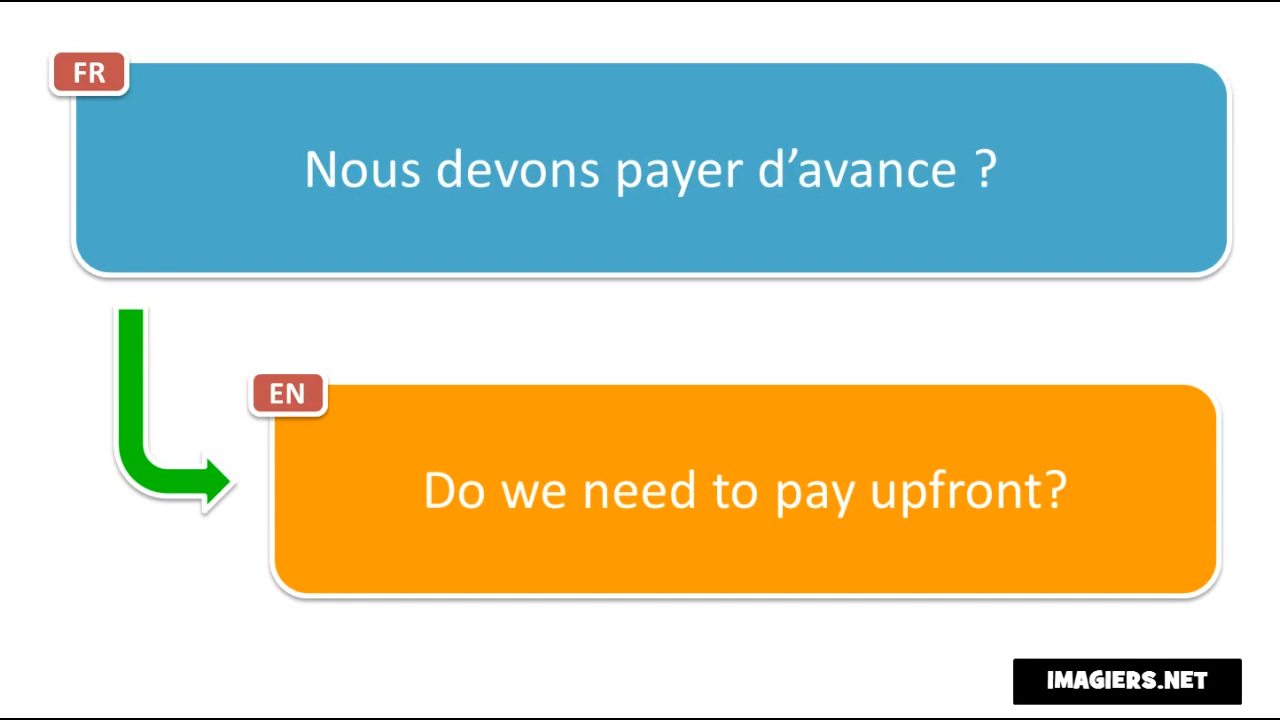 FR
Nous devons payer d’avance ?
EN
Do we need to pay upfront?
IMAGIERS.NET